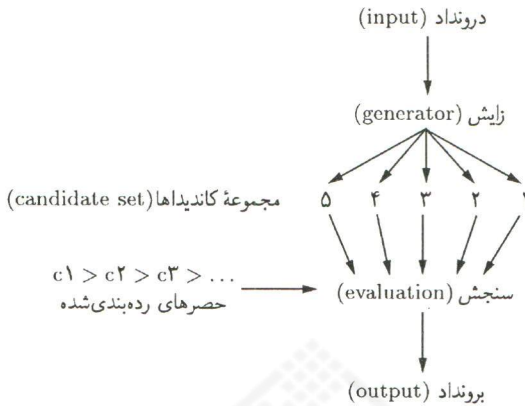 درونداد (input)
زایش (generator)
مجموعهٔ کاندیداها (candidate set) ۵ ۴ ۳ ۲
c۱ > c۲ > c۳ > ...
حصرهای رده‌بندی‌شده
سنجش (evaluation)
برونداد (output)